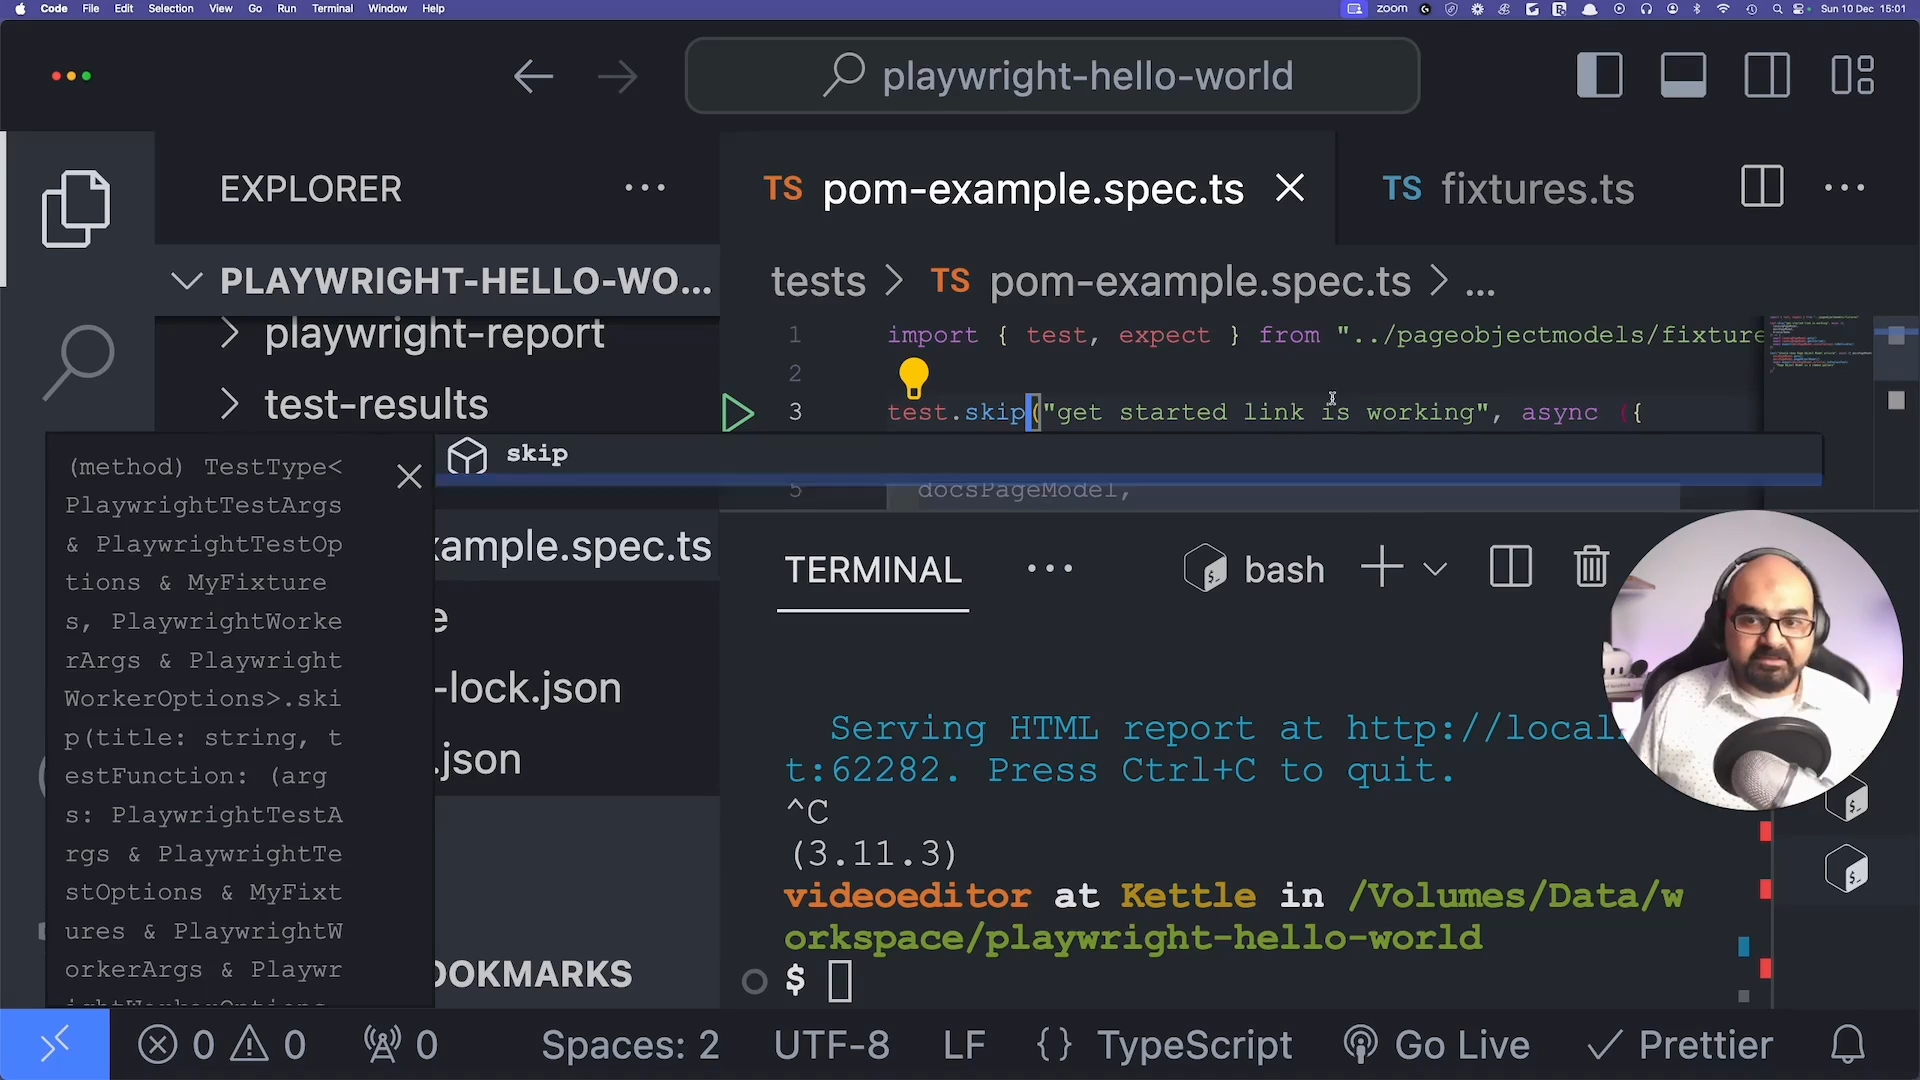 Code File Edit Selection View Go Run Terminal Window Help
zoom
Sun 10 Dec 15:01
playwright-hello-world
EXPLORER ...
PLAYWRIGHT-HELLO-WO...
playwright-report
test-results
(method) TestType<
PlaywrightTestArgs
& PlaywrightTestOp
tions & MyFixture
s, PlaywrightWorke
rArgs & Playwright
WorkerOptions>.ski
p(title: string, t
estFunction: (arg
s: PlaywrightTestA
rgs & PlaywrightTe
stOptions & MyFixt
ures & PlaywrightW
orkerArgs & Playwr
ightWorkerOptions
ample.spec.ts
e
-lock.json
.json
OOKMARKS
TS pom-example.spec.ts
TS fixtures.ts
...
tests > TS pom-example.spec.ts > ...
1 import { test, expect } from "../pageobjectmodels/fixture
2
3 test.skip("get started link is working", async ({
skip
5 docsPageModel,
TERMINAL ... bash
Serving HTML report at http://local
t:62282. Press Ctrl+C to quit.
^C
(3.11.3)
videoeditor at Kettle in /Volumes/Data/w
orkspace/playwright-hello-world
$
0 0 0 Spaces: 2 UTF-8 LF {} TypeScript Go Live Prettier